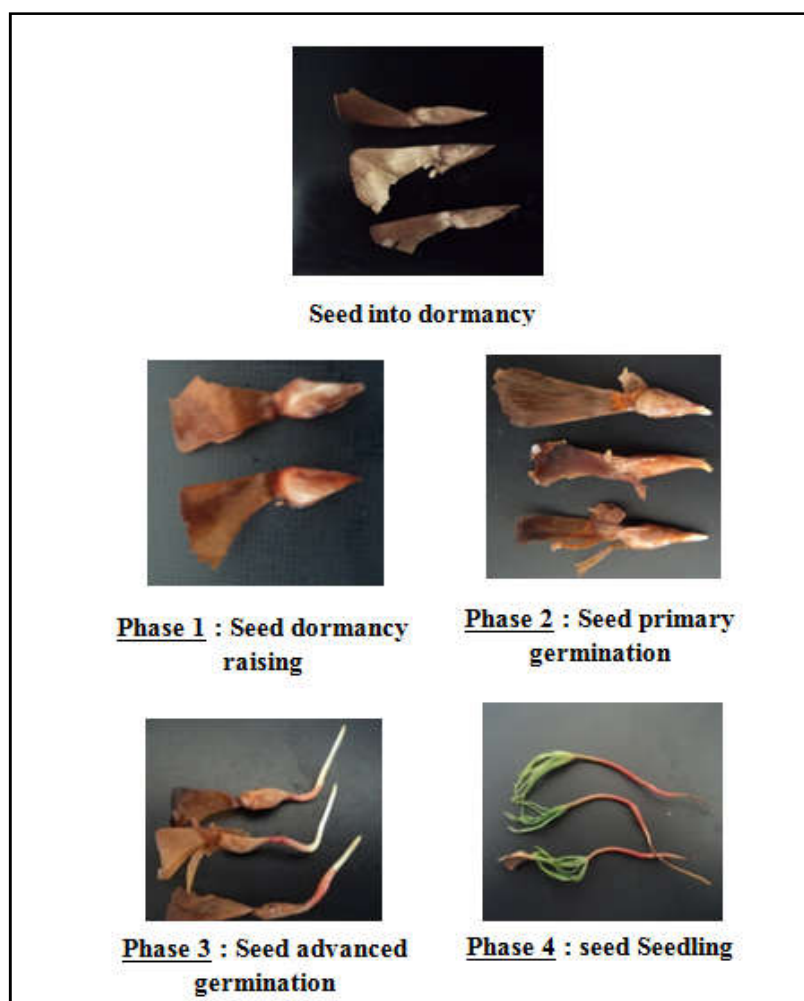 Seed into dormancy
Phase 1 : Seed dormancy
raising
Phase 2 : Seed primary
germination
Phase 3 : Seed advanced
germination
Phase 4 : seed Seedling